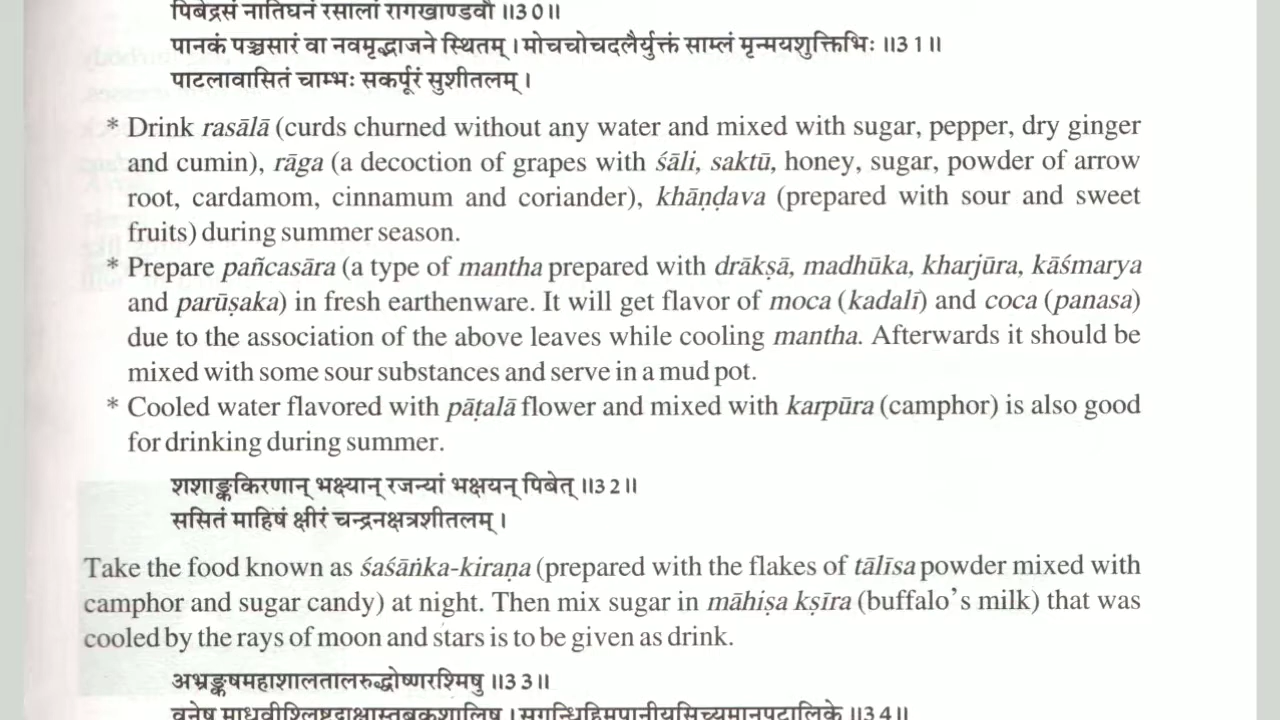 पिबेद्रसं नातिघनं रसालां रागखाण्डवौ ॥30॥
पानकं पञ्चसारं वा नवमृद्भाजने स्थितम् । मोचचोचदलैर्युक्तं साम्लं मृन्मयशुक्तिभिः ॥31॥
पाटलावासितं चाम्भः सकर्पूरं सुशीतलम् ।
* Drink rasālā (curds churned without any water and mixed with sugar, pepper, dry ginger
and cumin), rāga (a decoction of grapes with śāli, saktū, honey, sugar, powder of arrow
root, cardamom, cinnamum and coriander), khāṇḍava (prepared with sour and sweet
fruits) during summer season.
* Prepare pañcasāra (a type of mantha prepared with drākṣā, madhūka, kharjūra, kāśmarya
and parūṣaka) in fresh earthenware. It will get flavor of moca (kadalī) and coca (panasa)
due to the association of the above leaves while cooling mantha. Afterwards it should be
mixed with some sour substances and serve in a mud pot.
* Cooled water flavored with pāṭalā flower and mixed with karpūra (camphor) is also good
for drinking during summer.
शशाङ्ककिरणान् भक्ष्यान् रजन्यां भक्षयन् पिबेत् ॥32॥
ससितं माहिषं क्षीरं चन्द्रनक्षत्रशीतलम् ।
Take the food known as śaśāṅka-kiraṇa (prepared with the flakes of tālīsa powder mixed with
camphor and sugar candy) at night. Then mix sugar in māhiṣa kṣīra (buffalo’s milk) that was
cooled by the rays of moon and stars is to be given as drink.
अभ्रङ्कषमहाशालतालरुद्धोष्णरश्मिषु ॥33॥
वनेषु माधवीश्लिष्टद्राक्षास्तबकशालिषु । सुगन्धिहिमपानीयसिच्यमानपटालिके ॥34॥